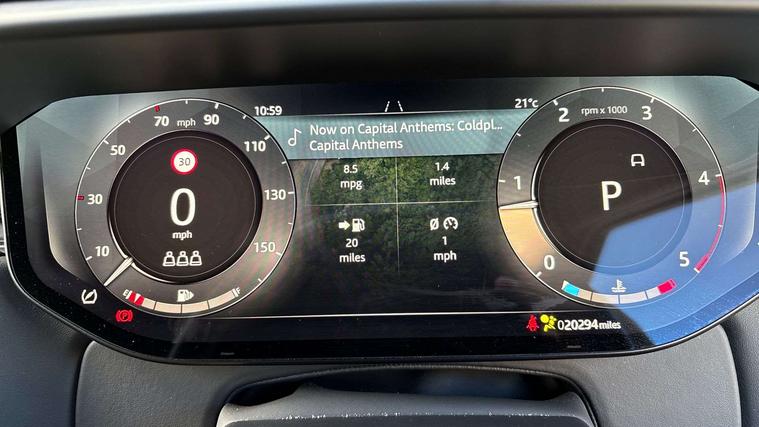 10:59
21°c
Now on Capital Anthems: Coldpl...
Capital Anthems
8.5
mpg
1.4
miles
20
miles
Ø
1
mph
10
30
50
70
90
110
130
150
mph
30
0
mph
E
F
0
1
2
3
4
5
rpm x 1000
P
(P)
020294 miles